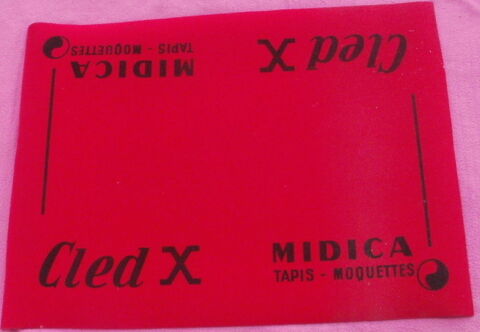 MIDICA
TAPIS - MOQUETTES
Cled X
Cled X
MIDICA
TAPIS - MOQUETTES